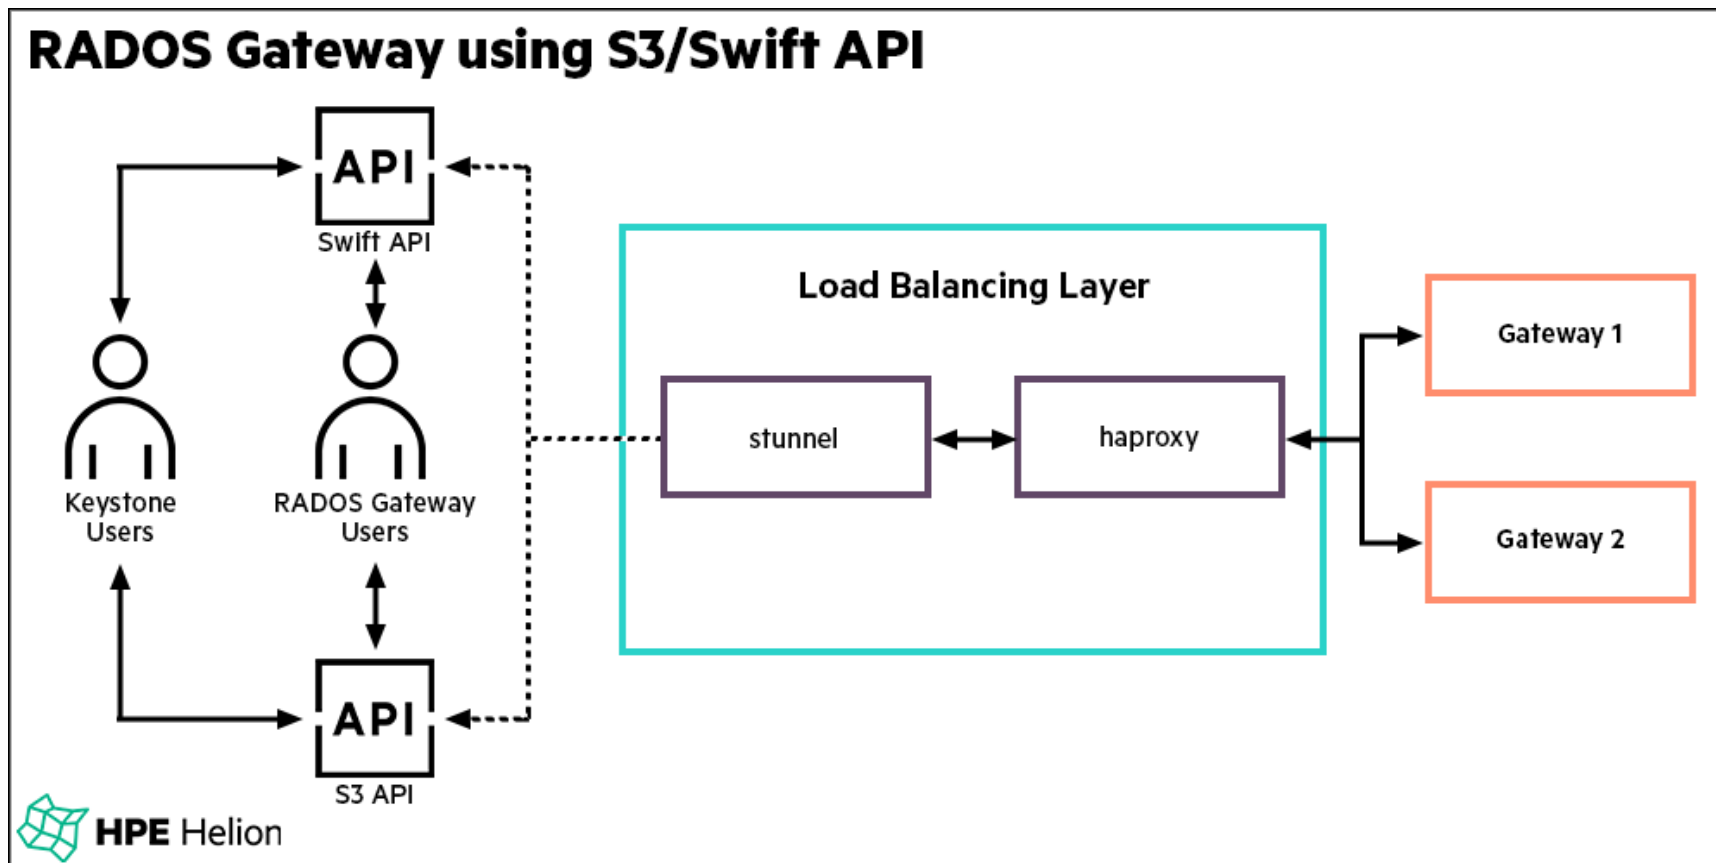 RADOS Gateway using S3/Swift API
API
Swift API
Keystone
Users
RADOS Gateway
Users
API
S3 API
Load Balancing Layer
stunnel
haproxy
Gateway 1
Gateway 2
HPE Helion